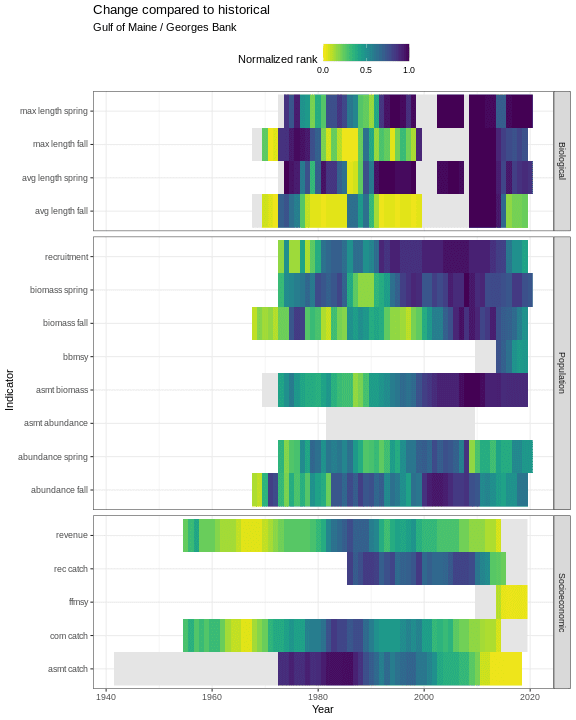 Change compared to historical
Gulf of Maine / Georges Bank
Normalized rank
0.0 0.5 1.0
max length spring
max length fall
avg length spring
avg length fall
Biological
recruitment
biomass spring
biomass fall
bbmsy
asmt biomass
asmt abundance
abundance spring
abundance fall
Population
revenue
rec catch
ffmsy
com catch
asmt catch
Socioeconomic
Indicator
1940 1960 1980 2000 2020
Year